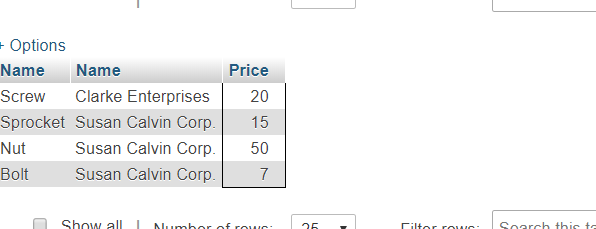 + Options
Name Name Price
Screw Clarke Enterprises 20
Sprocket Susan Calvin Corp. 15
Nut Susan Calvin Corp. 50
Bolt Susan Calvin Corp. 7
Show all | Number of rows: 25 Filter rows: Search this ta